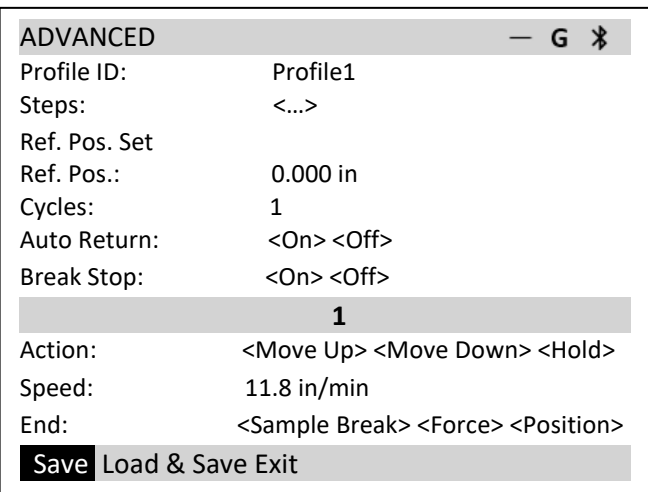 ADVANCED — G
Profile ID: Profile1
Steps: <...>
Ref. Pos. Set
Ref. Pos.: 0.000 in
Cycles: 1
Auto Return: <On> <Off>
Break Stop: <On> <Off>
1
Action: <Move Up> <Move Down> <Hold>
Speed: 11.8 in/min
End: <Sample Break> <Force> <Position>
Save Load & Save Exit